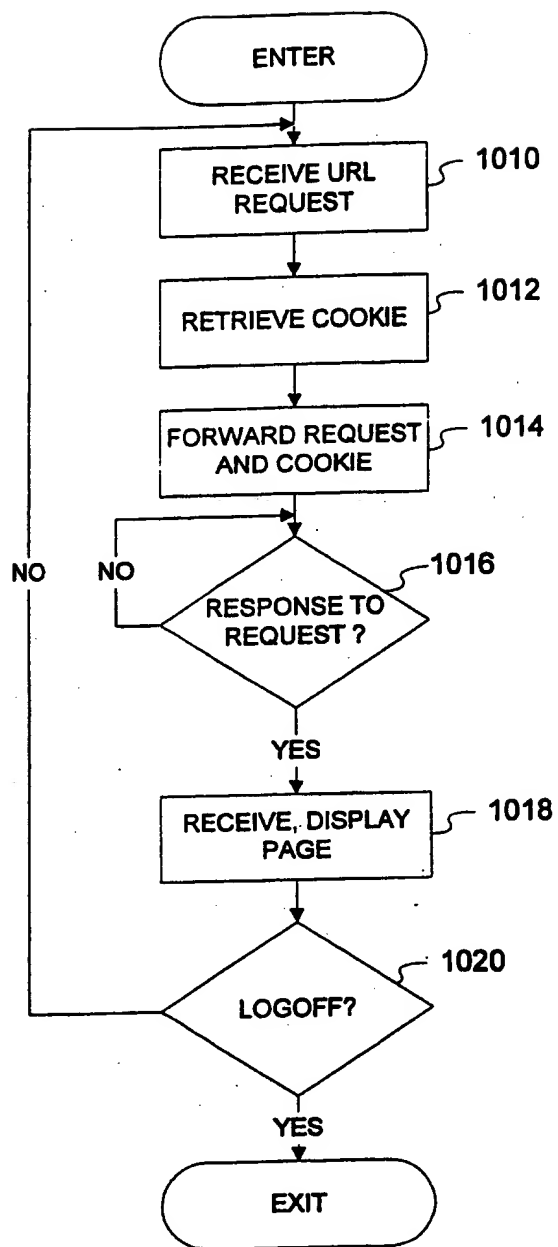 ENTER
RECEIVE URL
REQUEST
1010
RETRIEVE COOKIE
1012
FORWARD REQUEST
AND COOKIE
1014
NO
NO
RESPONSE TO
REQUEST ?
1016
YES
RECEIVE, DISPLAY
PAGE
1018
LOGOFF?
1020
YES
EXIT